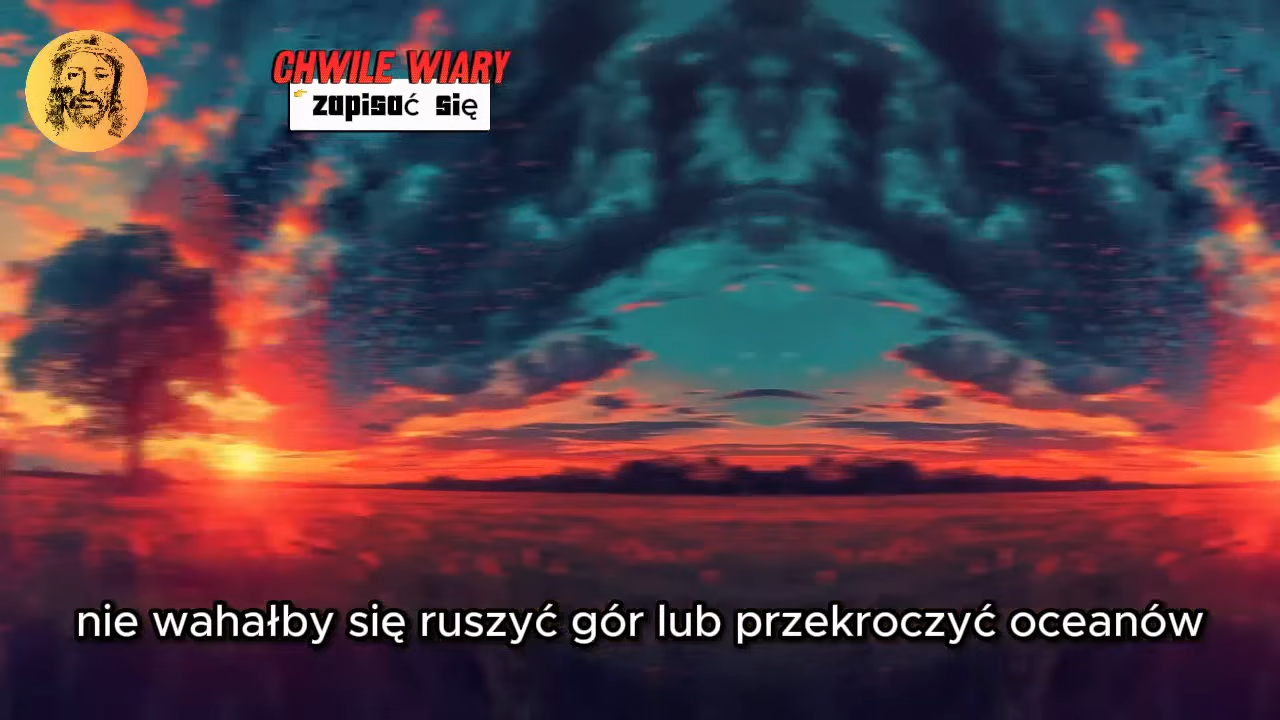 CHWILE WIARY
👉 zapisać się
nie wahałby się ruszyć gór lub przekroczyć oceanów